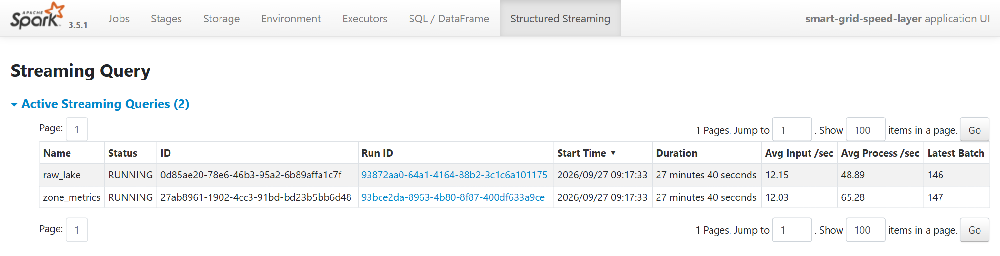 APACHE Spark 3.5.1 Jobs Stages Storage Environment Executors SQL / DataFrame Structured Streaming smart-grid-speed-layer application UI
Streaming Query
Active Streaming Queries (2)
Page: 1 1 Pages. Jump to 1 . Show 100 items in a page. Go
Name Status ID Run ID Start Time ▼ Duration Avg Input /sec Avg Process /sec Latest Batch
raw_lake RUNNING 0d85ae20-78e6-46b3-95a2-6b89affa1c7f 93872aa0-64a1-4164-88b2-3c1c6a101175 2026/09/27 09:17:33 27 minutes 40 seconds 12.15 48.89 146
zone_metrics RUNNING 27ab8961-1902-4cc3-91bd-bd23b5bb6d48 93bce2da-8963-4b80-8f87-400df633a9ce 2026/09/27 09:17:33 27 minutes 40 seconds 12.03 65.28 147
Page: 1 1 Pages. Jump to 1 . Show 100 items in a page. Go